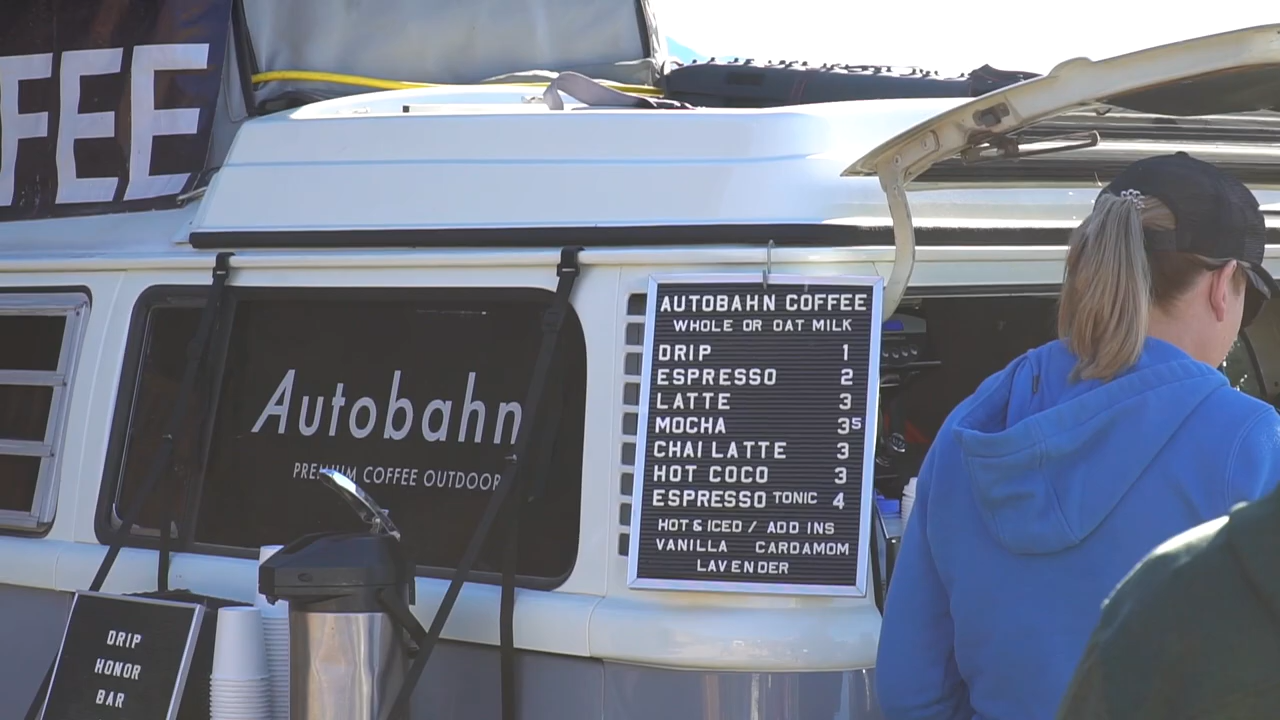 FEE
AUTOBAHN COFFEE
WHOLE OR OAT MILK
DRIP 1
ESPRESSO 2
LATTE 3
MOCHA 3⁵
CHAI LATTE 3
HOT COCO 3
ESPRESSO TONIC 4
HOT & ICED / ADD INS
VANILLA CARDAMOM
LAVENDER
Autobahn
PREMIUM COFFEE OUTDOOR
DRIP
HONOR
BAR